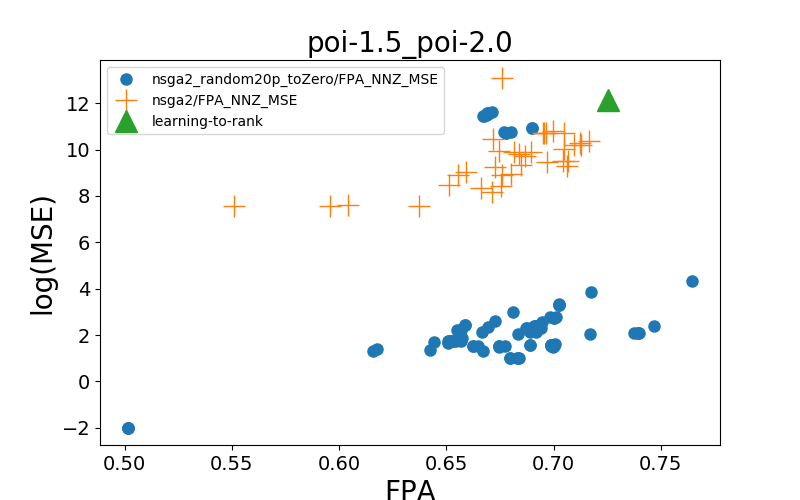 poi-1.5_poi-2.0
nsga2_random20p_toZero/FPA_NNZ_MSE
nsga2/FPA_NNZ_MSE
learning-to-rank
log(MSE)
12
10
8
6
4
2
0
−2
0.50 0.55 0.60 0.65 0.70 0.75
FPA